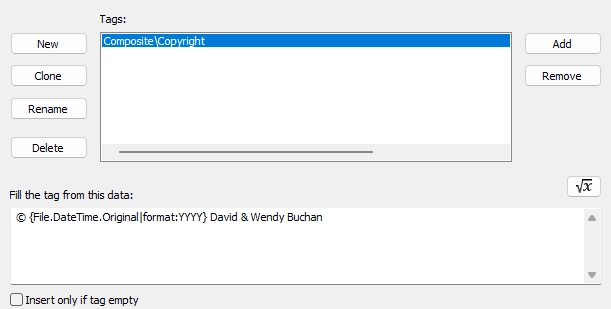 Tags:
New
Composite\Copyright
Add
Clone
Remove
Rename
Delete
√x
Fill the tag from this data:
© {File.DateTime.Original|format:YYYY} David & Wendy Buchan
Insert only if tag empty